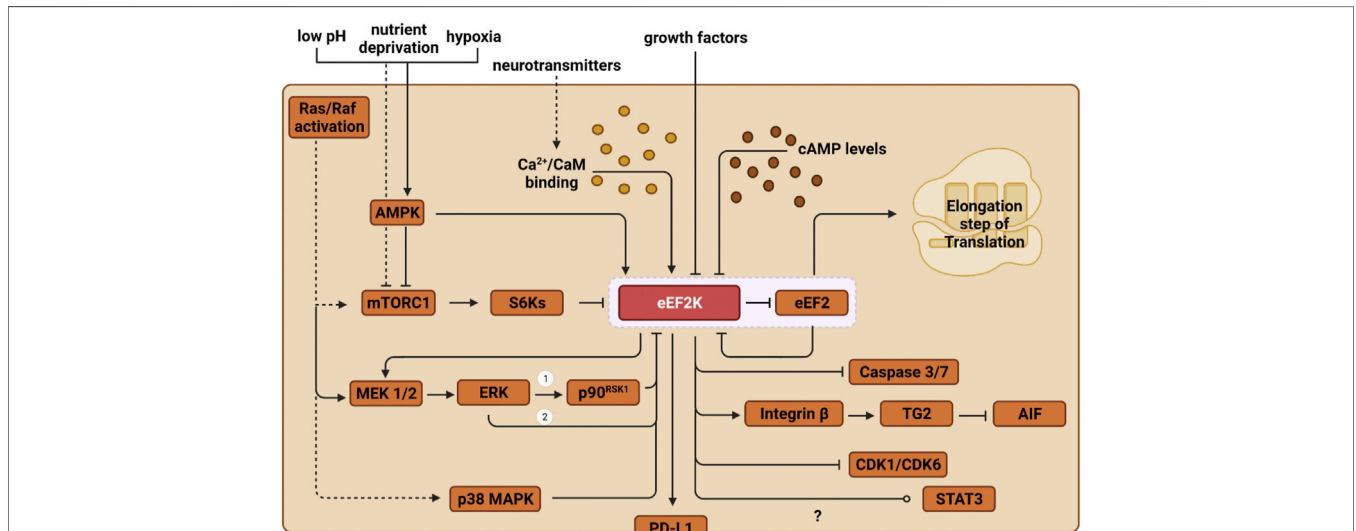 low pH
nutrient
deprivation
hypoxia
neurotransmitters
growth factors
Ras/Raf
activation
Ca²⁺/CaM
binding
cAMP levels
AMPK
Elongation
step of
Translation
mTORC1
S6Ks
eEF2K
eEF2
MEK 1/2
ERK
1
p90ᴿˢᴷ¹
2
Caspase 3/7
Integrin β
TG2
AIF
CDK1/CDK6
p38 MAPK
STAT3
?
PD-L1